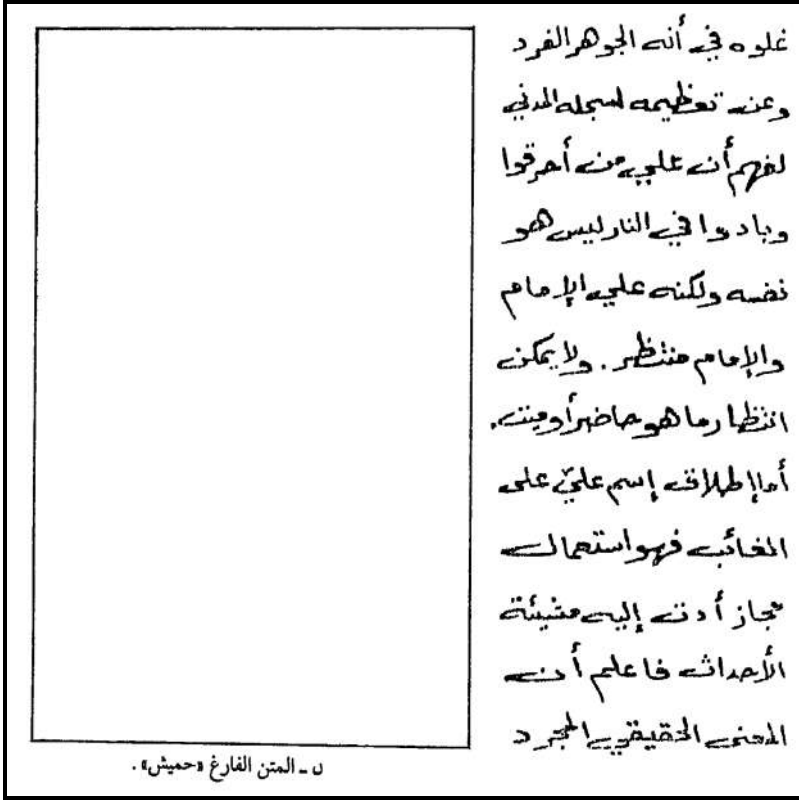 غلوه في أنه الجوهر الفرد
وعن تعظيمه لسجله المدني
لفهم أن علي من أحرقوا
وبادوا في النار ليس هو
نفسه ولكنه علي الإمام
والإمام منتظر. ولا يمكن
انتظار ما هو حاضر أو ميت.
أما إطلاق إسم عليّ على
الغائب فهو استعمال
مجاز أدت إليه مشيئة
الأحداث فاعلم أن
المعنى الحقيقي المجرد
ں ـ المتن الفارغ «حميش».